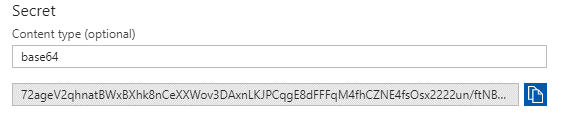 Secret
Content type (optional)
base64
72ageV2qhnatBWxBXhk8nCeXXWov3DAxnLKJPCqgE8dFFFqM4fhCZNE4fsOsx2222un/ftNB...